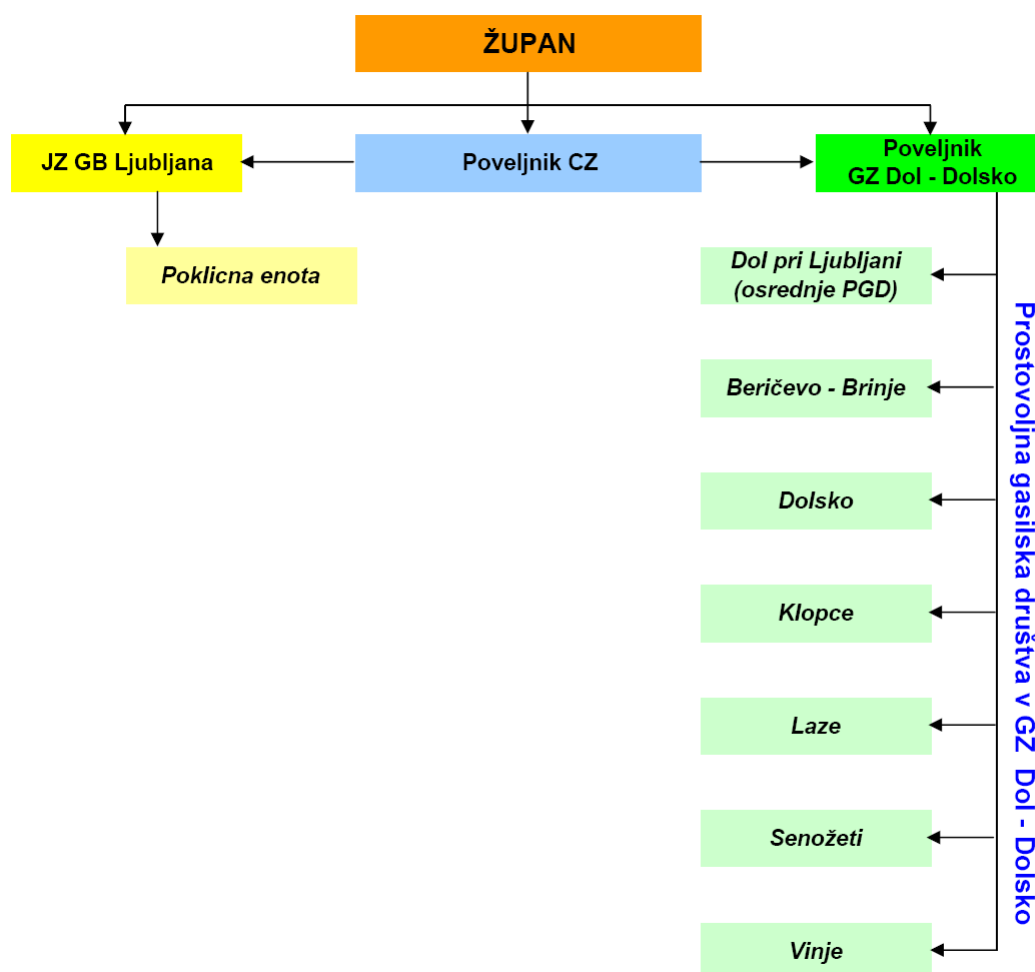 ŽUPAN
JZ GB Ljubljana
Poveljnik CZ
Poveljnik
GZ Dol - Dolsko
Poklicna enota
Dol pri Ljubljani
(osrednje PGD)
Beričevo - Brinje
Dolsko
Klopce
Laze
Senožeti
Vinje
Prostovoljna gasilska društva v GZ Dol - Dolsko